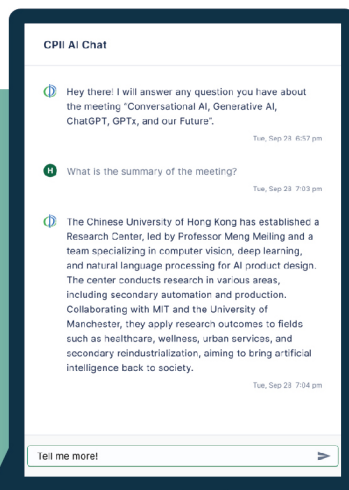 CPII AI Chat
Hey there! I will answer any question you have about
the meeting "Conversational AI, Generative AI,
ChatGPT, GPTx, and our Future".
Tue, Sep 28 6:57 pm
H What is the summary of the meeting?
Tue, Sep 28 7:03 pm
The Chinese University of Hong Kong has established a
Research Center, led by Professor Meng Meiling and a
team specializing in computer vision, deep learning,
and natural language processing for AI product design.
The center conducts research in various areas,
including secondary automation and production.
Collaborating with MIT and the University of
Manchester, they apply research outcomes to fields
such as healthcare, wellness, urban services, and
secondary reindustrialization, aiming to bring artificial
intelligence back to society.
Tue, Sep 28 7:04 pm
Tell me more!